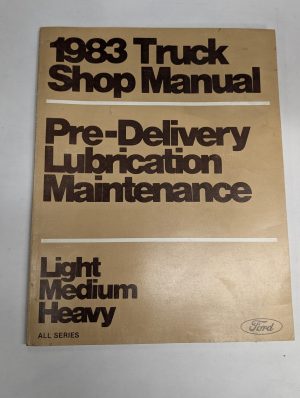 1983 Truck
Shop Manual
Pre-Delivery
Lubrication
Maintenance
Light
Medium
Heavy
ALL SERIES
Ford